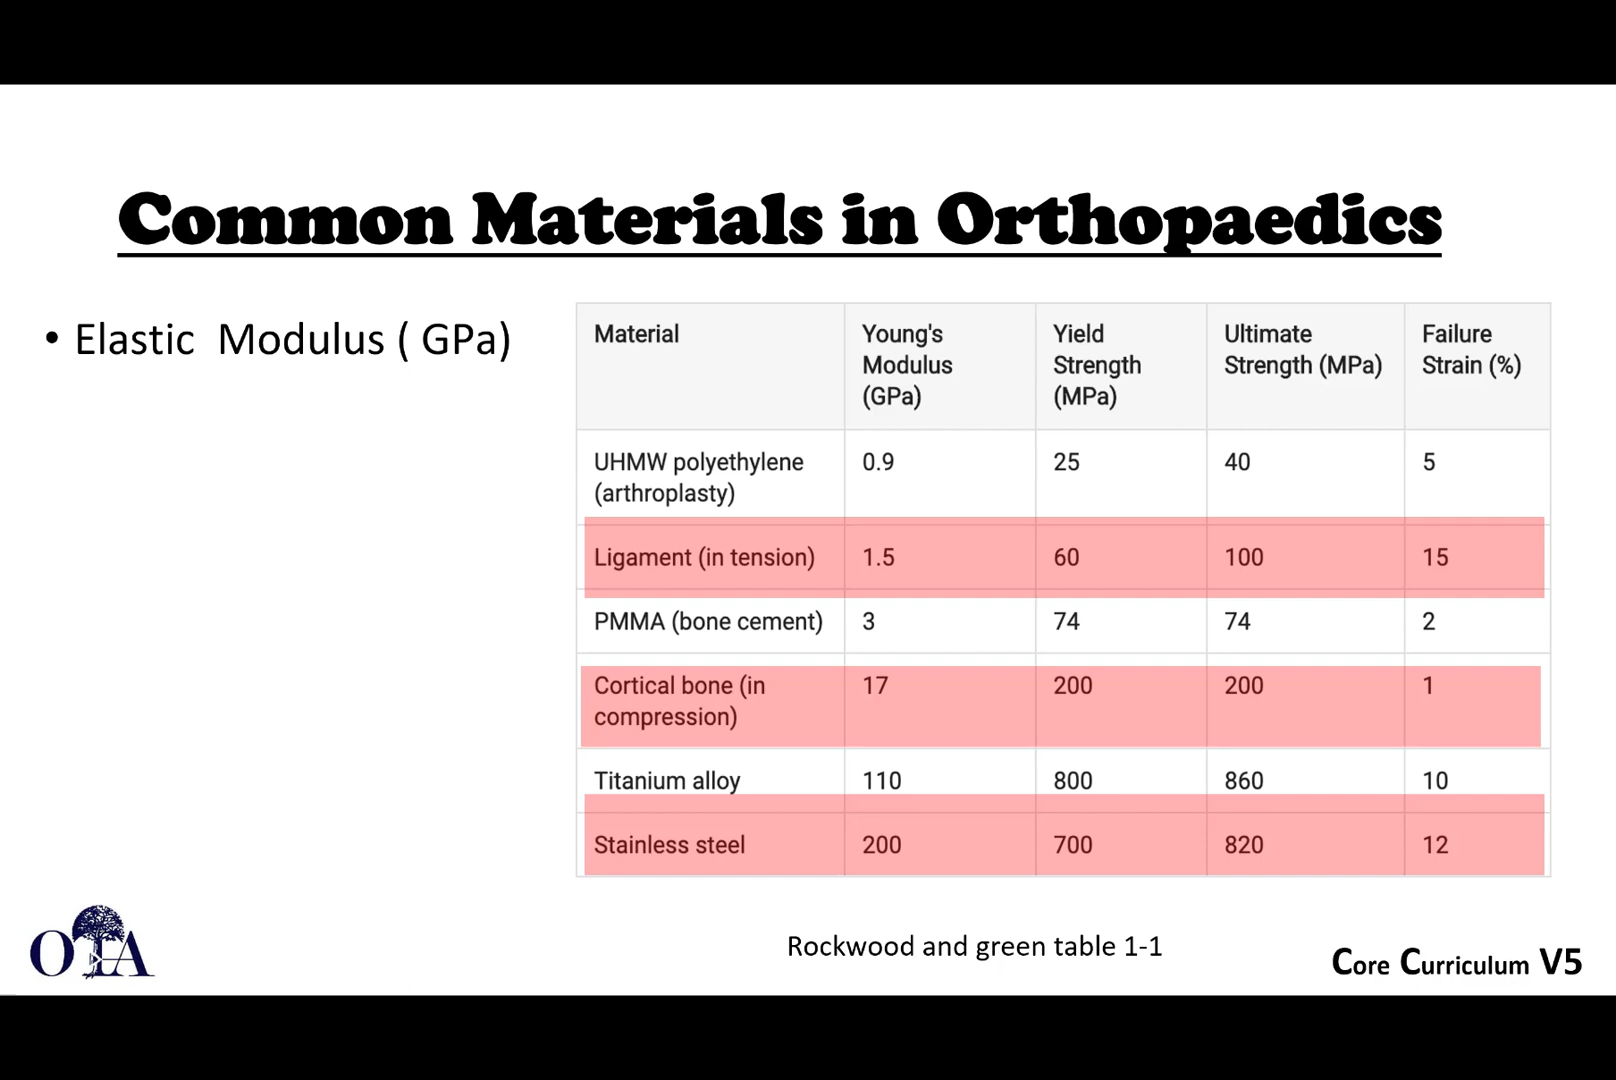 Common Materials in Orthopaedics
• Elastic Modulus ( GPa)
Material Young's Modulus (GPa) Yield Strength (MPa) Ultimate Strength (MPa) Failure Strain (%)
UHMW polyethylene (arthroplasty) 0.9 25 40 5
Ligament (in tension) 1.5 60 100 15
PMMA (bone cement) 3 74 74 2
Cortical bone (in compression) 17 200 200 1
Titanium alloy 110 800 860 10
Stainless steel 200 700 820 12
OTA
Rockwood and green table 1-1
Core Curriculum V5